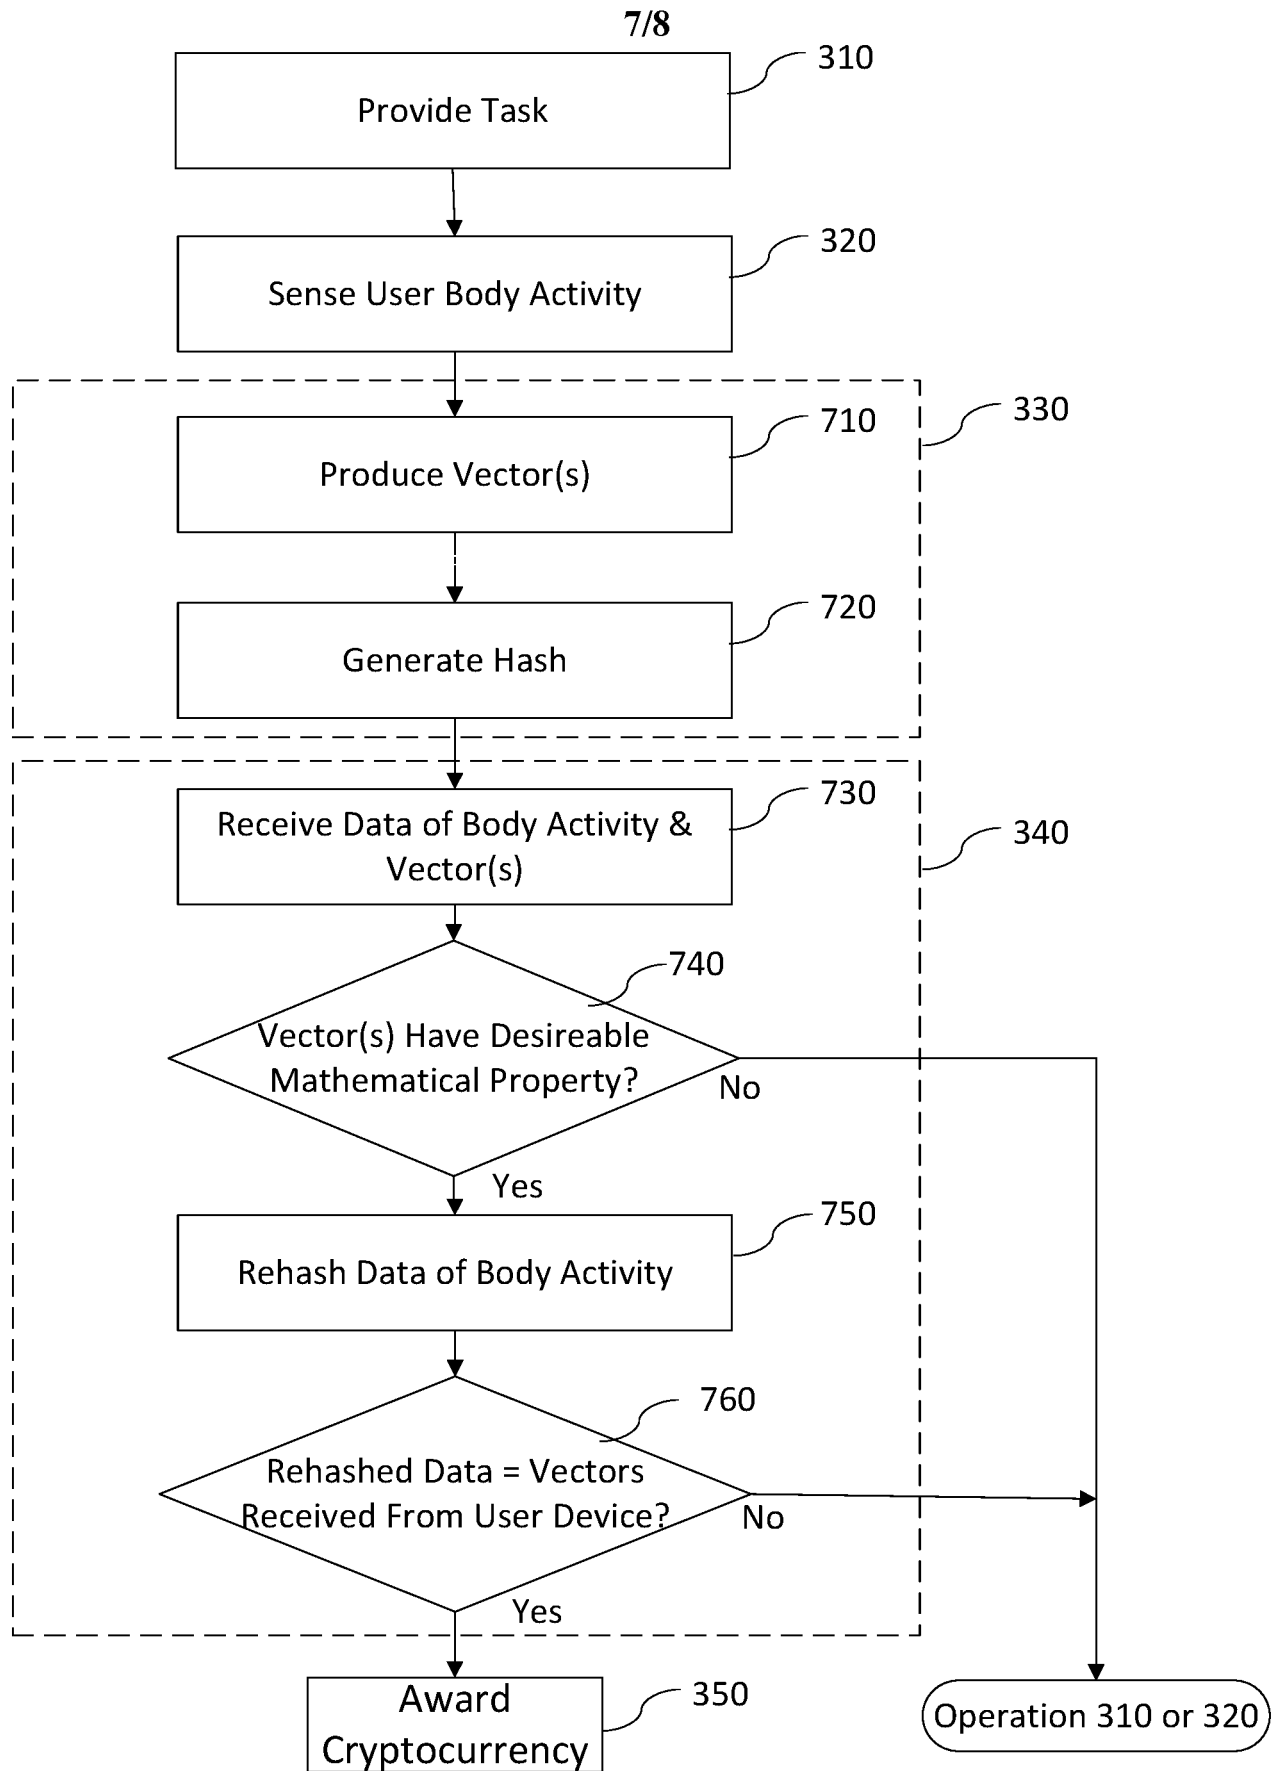 7/8
310
Provide Task
320
Sense User Body Activity
330
710
Produce Vector(s)
720
Generate Hash
730
Receive Data of Body Activity &
Vector(s)
340
740
Vector(s) Have Desireable
Mathematical Property?
No
Yes
750
Rehash Data of Body Activity
760
Rehashed Data = Vectors
Received From User Device?
No
Yes
350
Award
Cryptocurrency
Operation 310 or 320